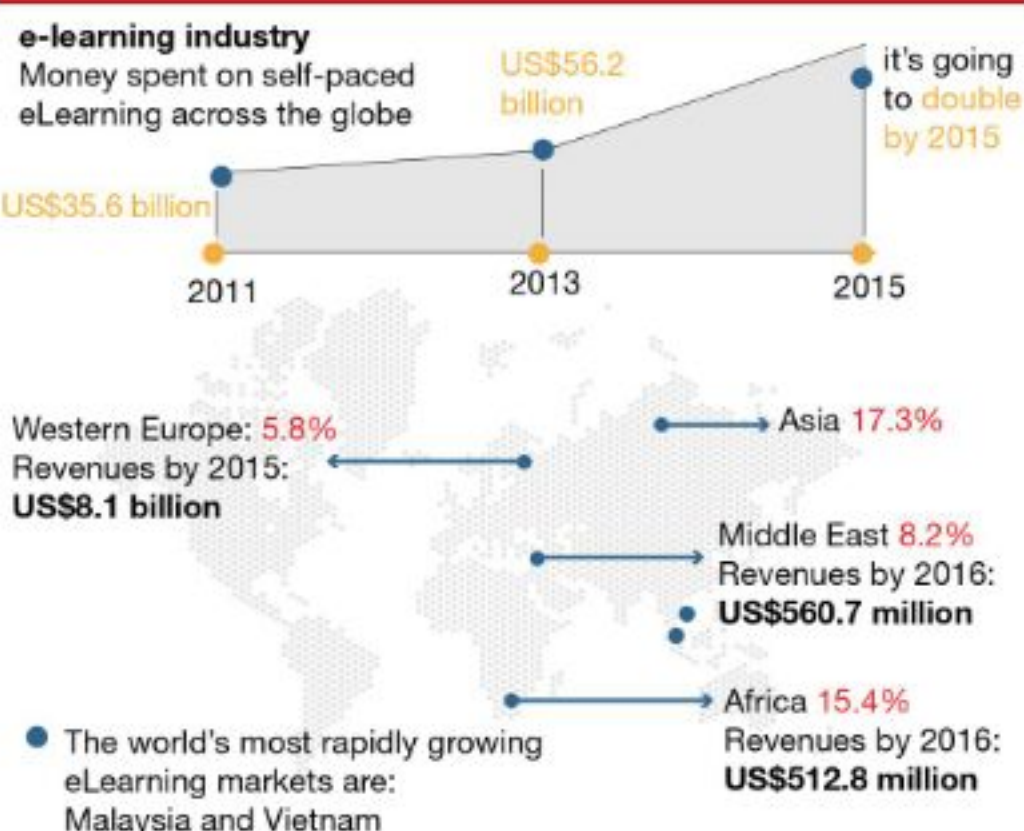 e-learning industry
Money spent on self-paced
eLearning across the globe
US$56.2
billion
it's going
to double
by 2015
US$35.6 billion
2011
2013
2015
Western Europe: 5.8%
Revenues by 2015:
US$8.1 billion
Asia 17.3%
Middle East 8.2%
Revenues by 2016:
US$560.7 million
Africa 15.4%
Revenues by 2016:
US$512.8 million
The world's most rapidly growing
eLearning markets are:
Malaysia and Vietnam